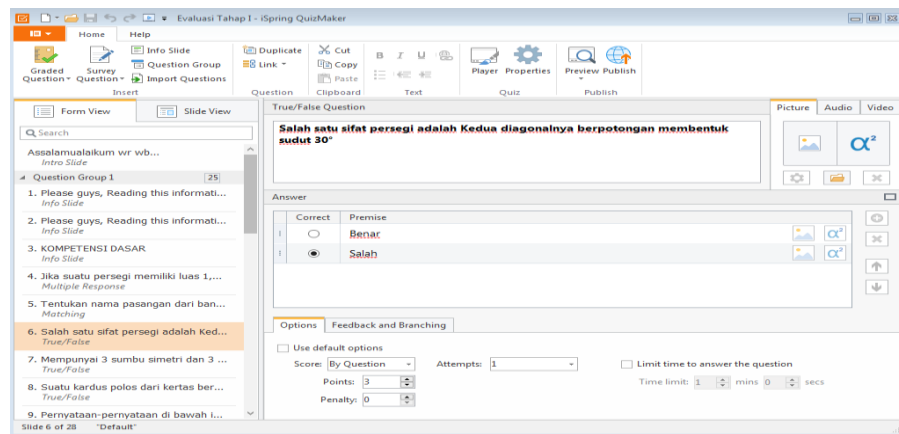 Evaluasi Tahap I - iSpring QuizMaker
Home Help
Graded Question
Survey Question
Info Slide
Question Group
Import Questions
Insert
Duplicate
Link
Question
Cut
Copy
Paste
Clipboard
B I U
Text
Player Properties
Quiz
Preview Publish
Publish
Form View Slide View
Search
Assalamualaikum wr wb...
Intro Slide
Question Group 1 25
1. Please guys, Reading this informati...
Info Slide
2. Please guys, Reading this informati...
Info Slide
3. KOMPETENSI DASAR
Info Slide
4. Jika suatu persegi memiliki luas 1,...
Multiple Response
5. Tentukan nama pasangan dari ban...
Matching
6. Salah satu sifat persegi adalah Ked...
True/False
7. Mempunyai 3 sumbu simetri dan 3 ...
True/False
8. Suatu kardus polos dari kertas ber...
True/False
9. Pernyataan-pernyataan di bawah i...
True/False Question
Salah satu sifat persegi adalah Kedua diagonalnya berpotongan membentuk
sudut 30°
Picture Audio Video
α²
Answer
Correct Premise
Benar α²
Salah α²
Options Feedback and Branching
Use default options
Score: By Question Attempts: 1 Limit time to answer the question
Points: 3 Time limit: 1 mins 0 secs
Penalty: 0
Slide 6 of 28 "Default"